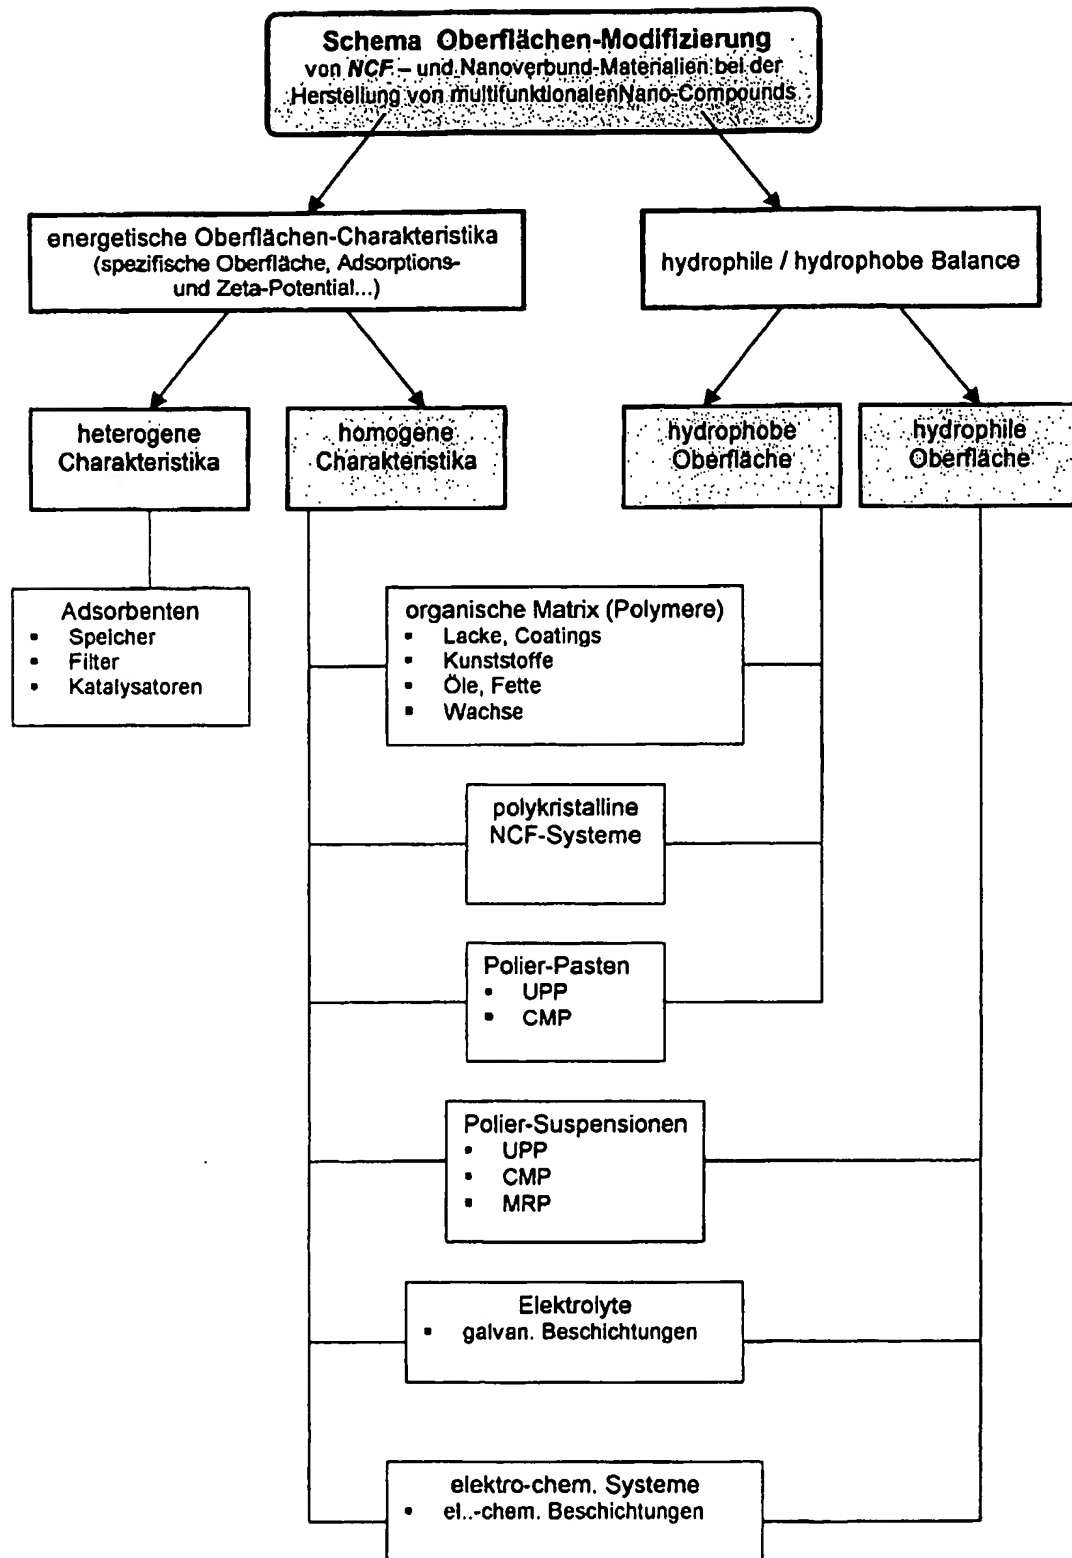 Schema Oberflächen-Modifizierung
von NCF – und Nanoverbund-Materialien bei der
Herstellung von multifunktionalenNano-Compounds
energetische Oberflächen-Charakteristika
(spezifische Oberfläche, Adsorptions-
und Zeta-Potential...)
hydrophile / hydrophobe Balance
heterogene
Charakteristika
homogene
Charakteristika
hydrophobe
Oberfläche
hydrophile
Oberfläche
Adsorbenten
▪ Speicher
▪ Filter
▪ Katalysatoren
organische Matrix (Polymere)
▪ Lacke, Coatings
▪ Kunststoffe
▪ Öle, Fette
▪ Wachse
polykristalline
NCF-Systeme
Polier-Pasten
▪ UPP
▪ CMP
Polier-Suspensionen
▪ UPP
▪ CMP
▪ MRP
Elektrolyte
▪ galvan. Beschichtungen
elektro-chem. Systeme
▪ el..-chem. Beschichtungen